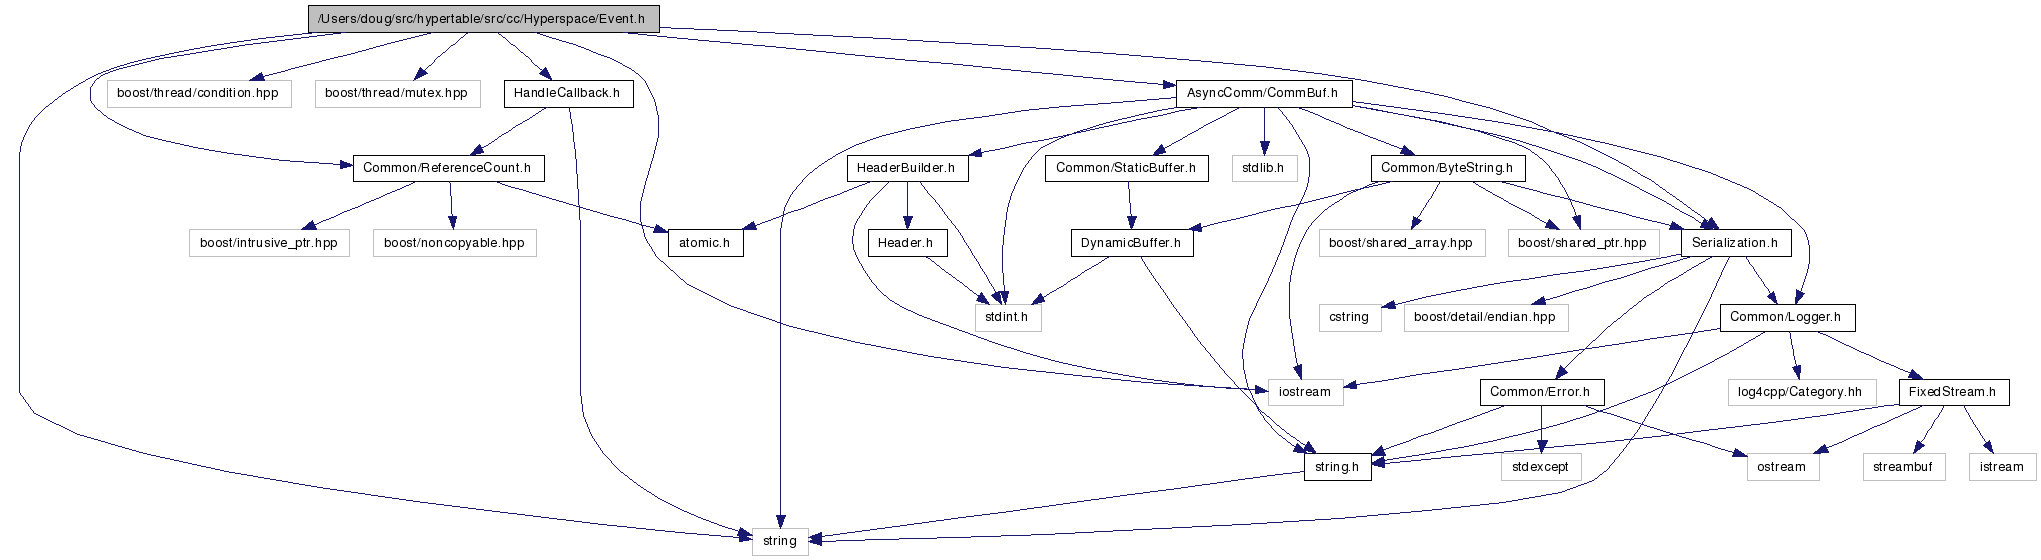 /Users/doug/src/hypertable/src/cc/Hyperspace/Event.h
boost/thread/condition.hpp
boost/thread/mutex.hpp
HandleCallback.h
AsyncComm/CommBuf.h
Common/ReferenceCount.h
HeaderBuilder.h
Common/StaticBuffer.h
stdlib.h
Common/ByteString.h
boost/intrusive_ptr.hpp
boost/noncopyable.hpp
atomic.h
Header.h
DynamicBuffer.h
boost/shared_array.hpp
boost/shared_ptr.hpp
Serialization.h
stdint.h
cstring
boost/detail/endian.hpp
Common/Logger.h
iostream
Common/Error.h
log4cpp/Category.hh
FixedStream.h
string.h
stdexcept
ostream
streambuf
istream
string